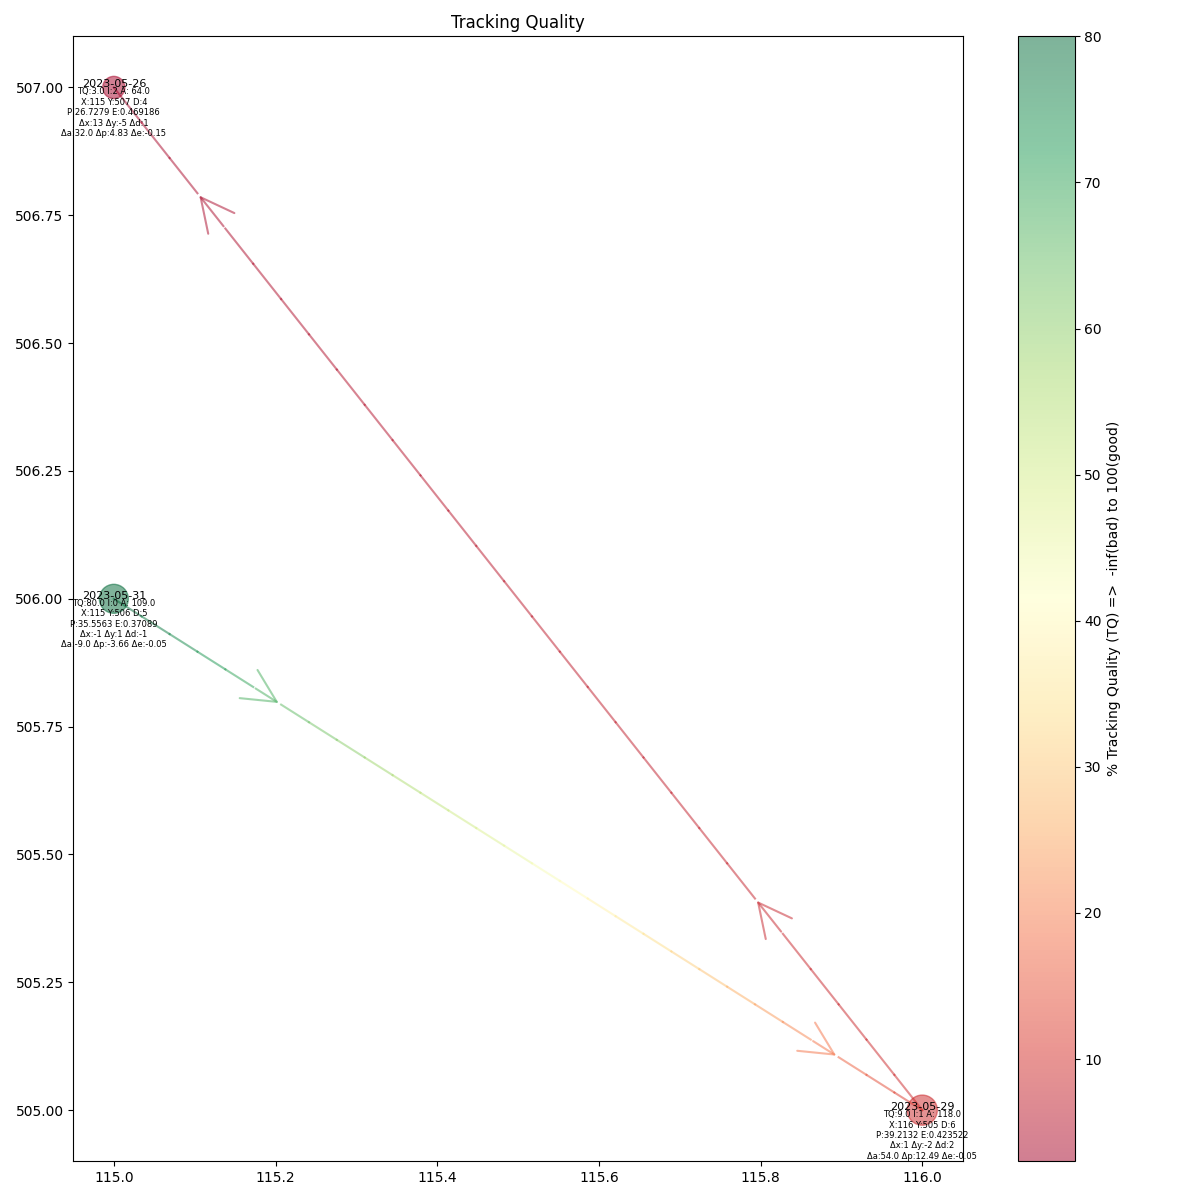 Tracking Quality
507.00
506.75
506.50
506.25
506.00
505.75
505.50
505.25
505.00
115.0
115.2
115.4
115.6
115.8
116.0
2023-05-26
TQ:3.0 I:2 A: 64.0
X:115 Y:507 D:4
P:26.7279 E:0.469186
Δx:13 Δy:-5 Δd:1
Δa:32.0 Δp:4.83 Δe:-0.15
2023-05-31
TQ:80.0 I:0 A: 109.0
X:115 Y:506 D:5
P:35.5563 E:0.37089
Δx:-1 Δy:1 Δd:-1
Δa:-9.0 Δp:-3.66 Δe:-0.05
2023-05-29
TQ:9.0 I:1 A: 118.0
X:116 Y:505 D:6
P:39.2132 E:0.423522
Δx:1 Δy:-2 Δd:2
Δa:54.0 Δp:12.49 Δe:-0.05
80
70
60
50
40
30
20
10
% Tracking Quality (TQ) => -inf(bad) to 100(good)